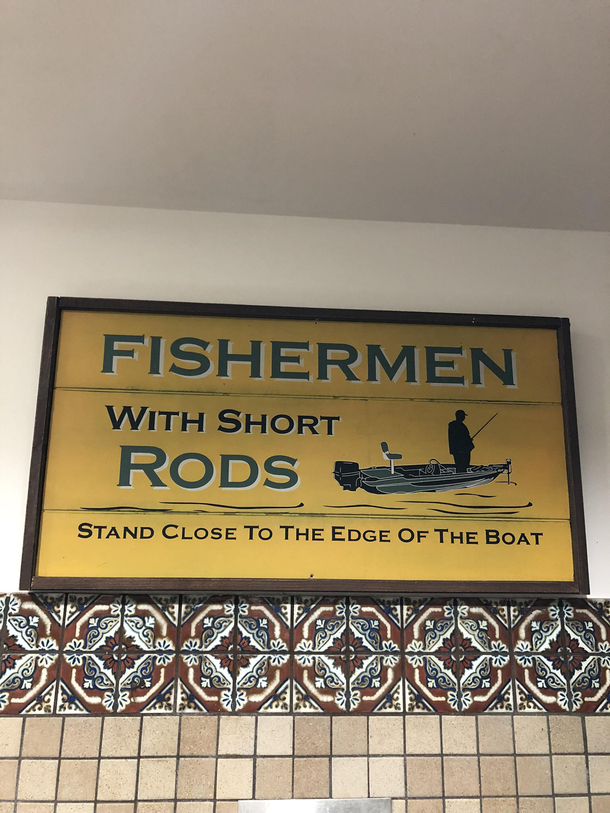 FISHERMEN
WITH SHORT
RODS
STAND CLOSE TO THE EDGE OF THE BOAT